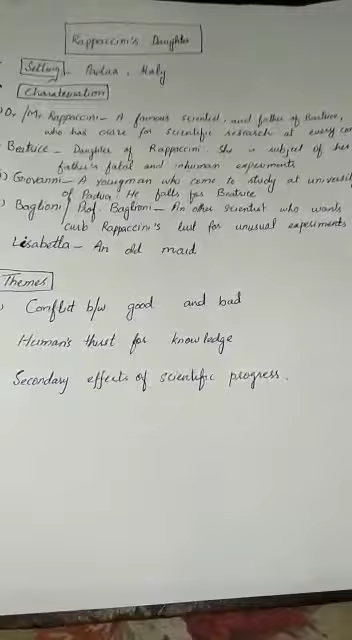 Rappaccini's Daughter
Setting - Padua, Italy
Charaterization
Dr/Mr. Rappaccini - A famous scientist, and father of Beatrice,
who has craze for scientific research at every
Beatrice - Daughter of Rappaccini. She is subject of her
father's fatal and inhuman experiments
Giovanni - A youngman who come to study at
of Padua. He falls for Beatrice
Baglioni/ Prof. Baglioni - An other scientist who wants
curb Rappaccini's lust for unusual experiments
Lisabetta - An old maid
Themes
Conflict b/w good and bad
Human's thirst for knowledge
Secondary effects of scientific progress.